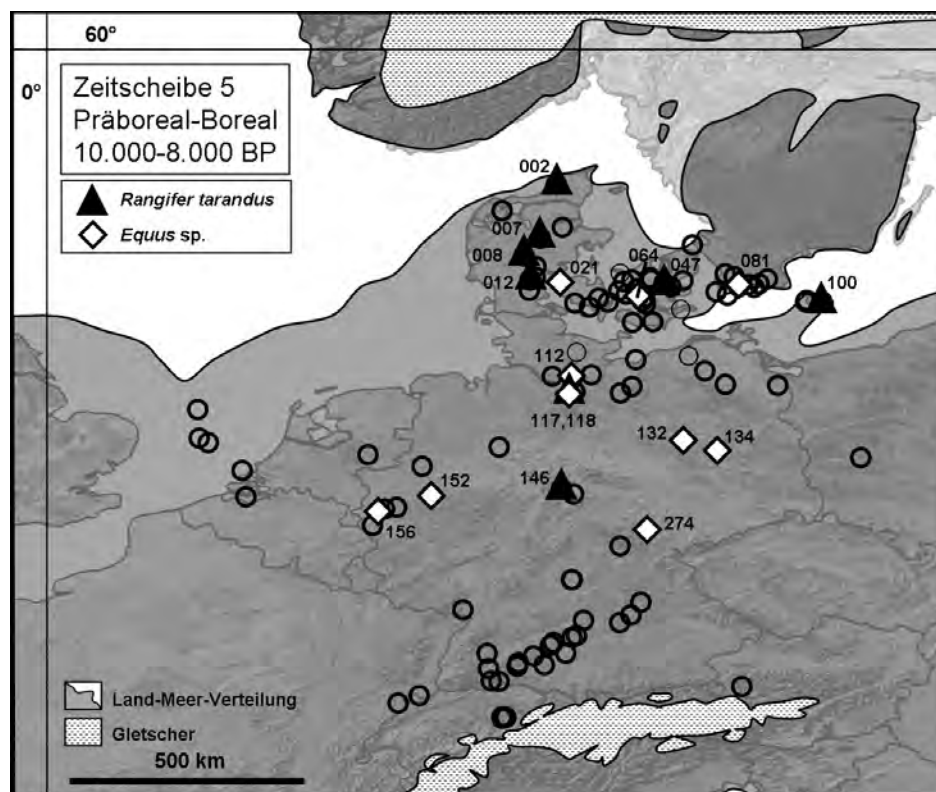 60°
0°
Zeitscheibe 5
Präboreal-Boreal
10.000-8.000 BP
Rangifer tarandus
Equus sp.
002
007
008
012
021
064
047
081
100
112
117,118
132
134
146
152
156
274
Land-Meer-Verteilung
Gletscher
500 km